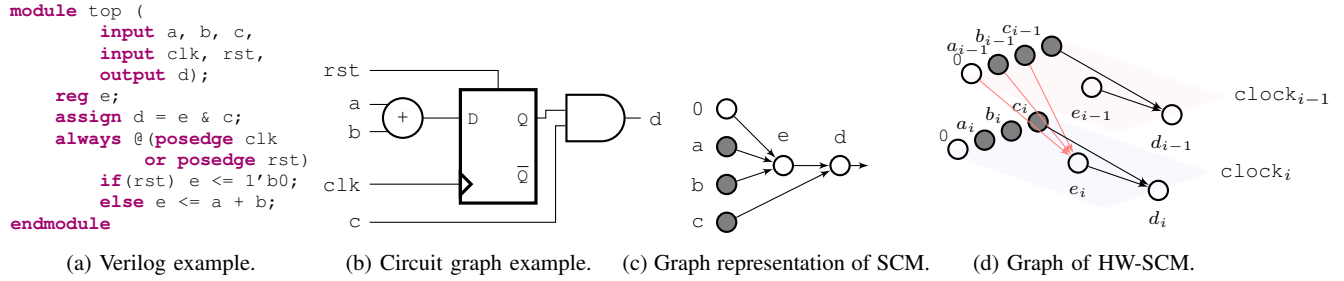 module top (
input a, b, c,
input clk, rst,
output d);
reg e;
assign d = e & c;
always @(posedge clk
or posedge rst)
if(rst) e <= 1’b0;
else e <= a + b;
endmodule
(a) Verilog example.
rst
a
+
b
D Q
Q̅
clk
c
d
(b) Circuit graph example.
0
a
b
c
e
d
(c) Graph representation of SCM.
c_{i−1}
b_{i−1}
a_{i−1}
0
e_{i−1}
d_{i−1}
clock_{i−1}
c_i
b_i
a_i
0
e_i
d_i
clock_i
(d) Graph of HW-SCM.